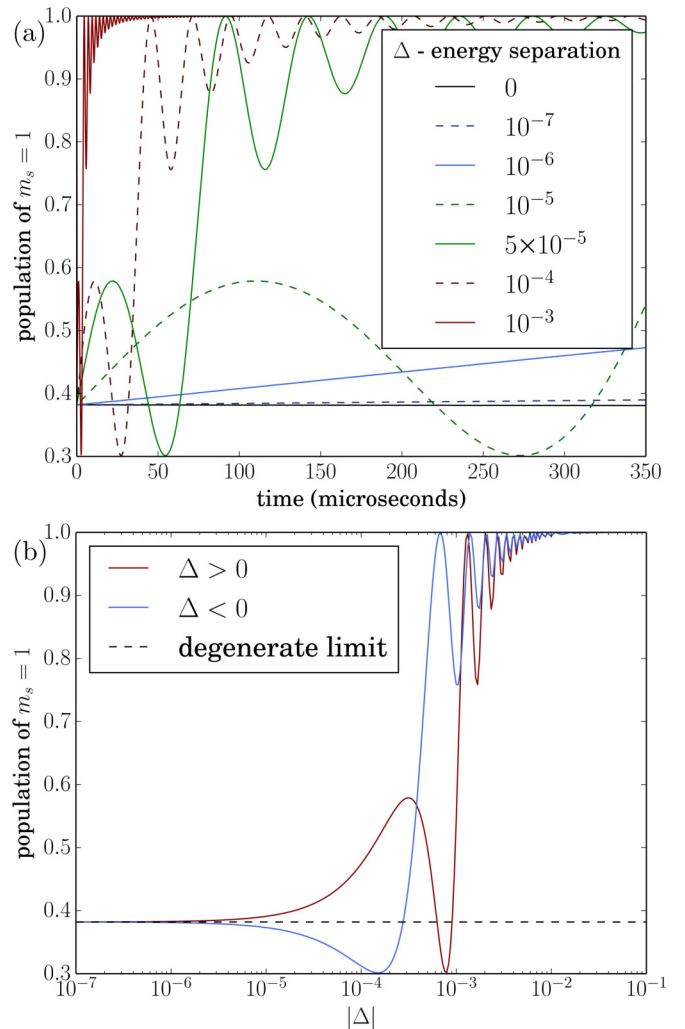 (a)
population of mₛ = 1
1.0
0.9
0.8
0.7
0.6
0.5
0.4
0.3
Δ - energy separation
0
10⁻⁷
10⁻⁶
10⁻⁵
5×10⁻⁵
10⁻⁴
10⁻³
0 50 100 150 200 250 300 350
time (microseconds)
(b)
population of mₛ = 1
1.0
0.9
0.8
0.7
0.6
0.5
0.4
0.3
Δ > 0
Δ < 0
degenerate limit
10⁻⁷ 10⁻⁶ 10⁻⁵ 10⁻⁴ 10⁻³ 10⁻² 10⁻¹
|Δ|